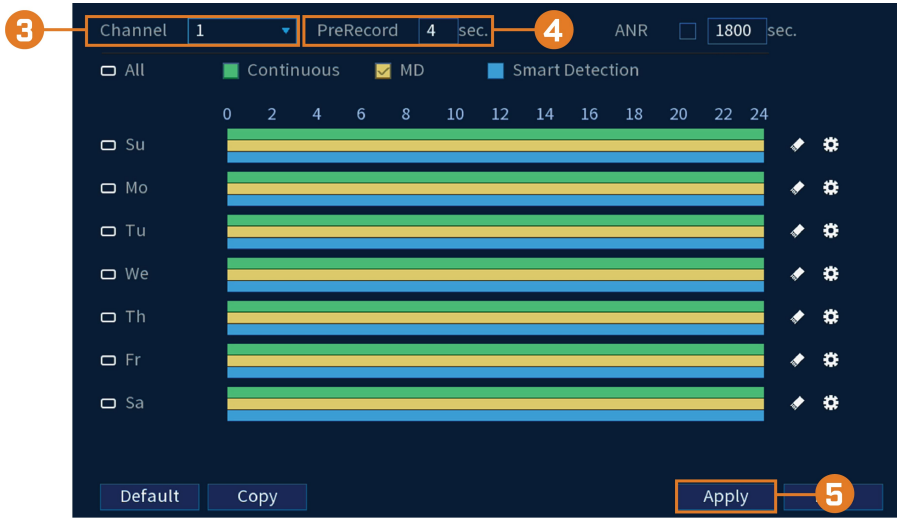 3 Channel 1 PreRecord 4 sec. 4 ANR 1800 sec.
All Continuous MD Smart Detection
0 2 4 6 8 10 12 14 16 18 20 22 24
Su
Mo
Tu
We
Th
Fr
Sa
Default Copy Apply 5